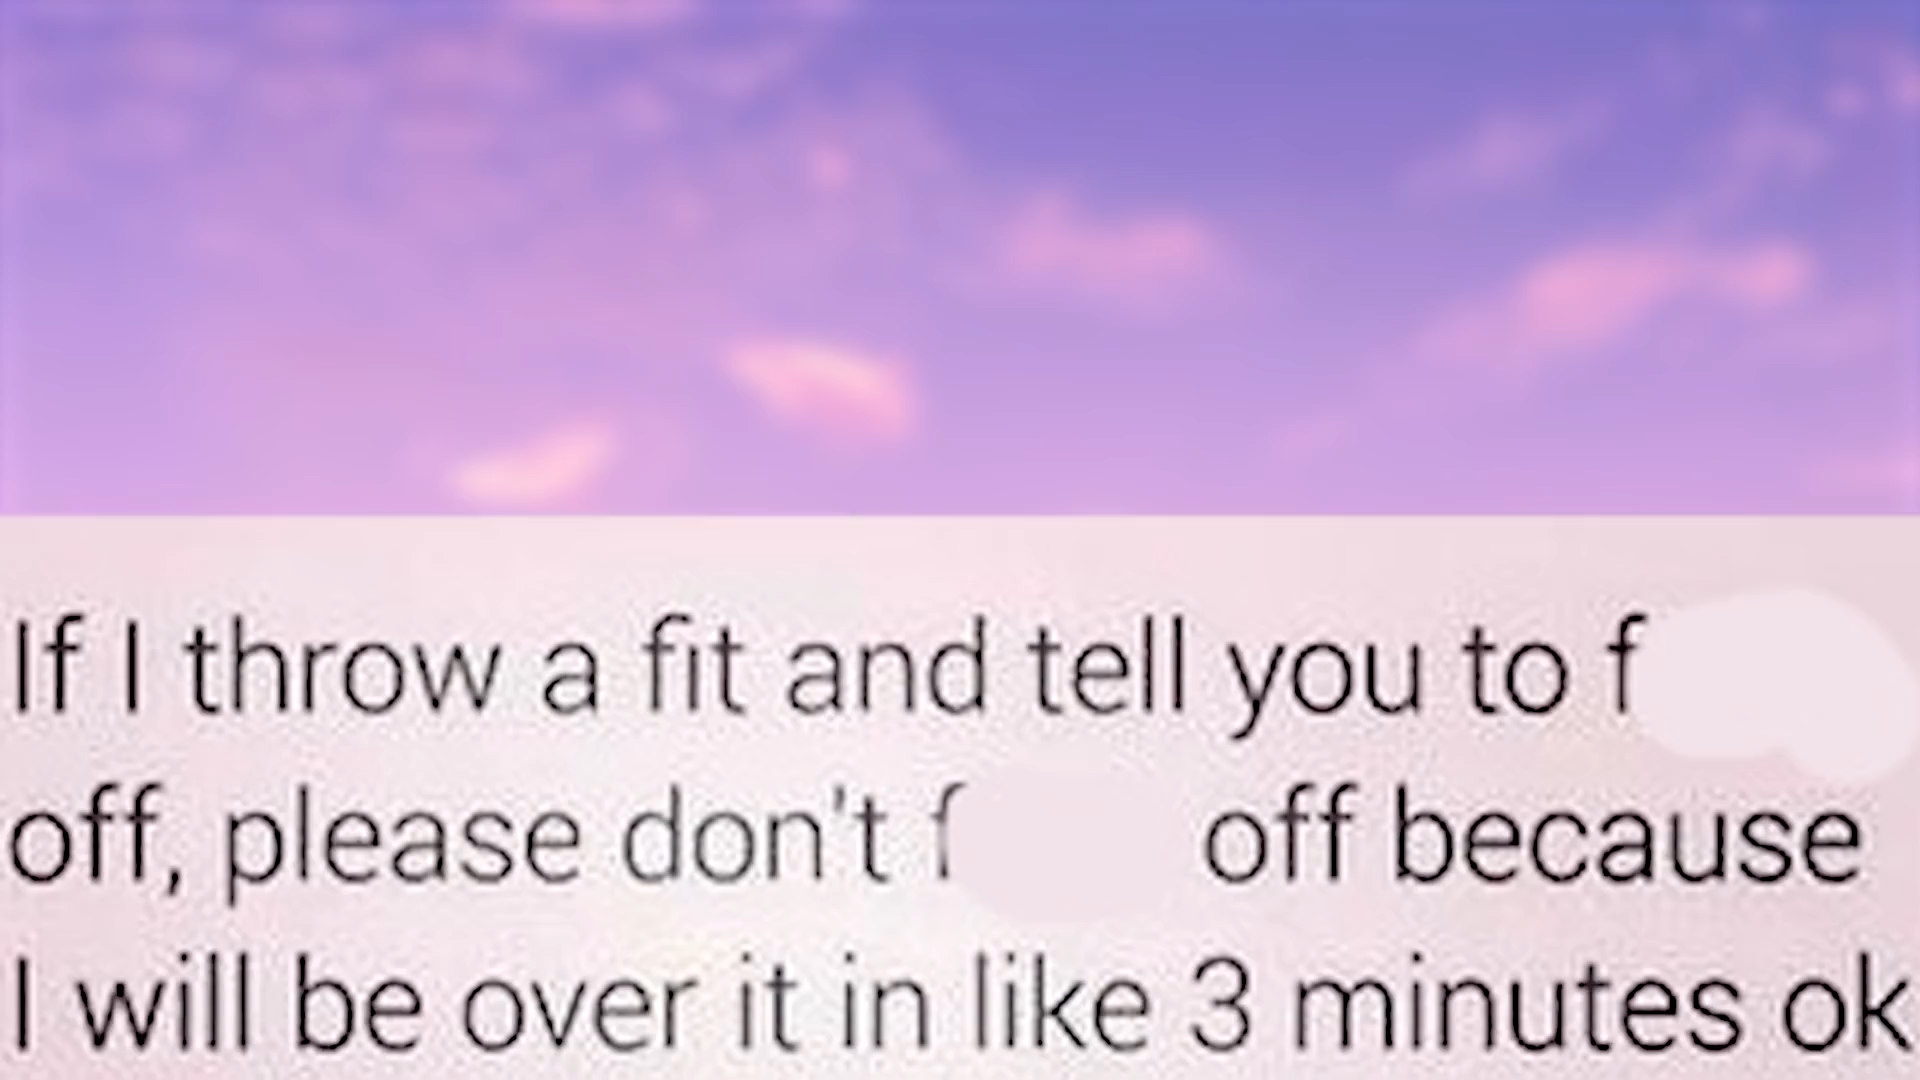 If I throw a fit and tell you to f
off, please don't f off because
I will be over it in like 3 minutes ok